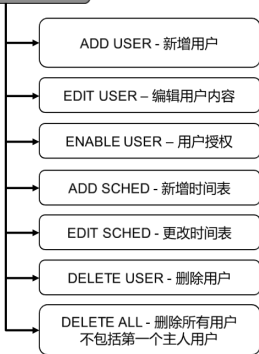 ADD USER - 新增用户
EDIT USER – 编辑用户内容
ENABLE USER – 用户授权
ADD SCHED - 新增时间表
EDIT SCHED - 更改时间表
DELETE USER - 删除用户
DELETE ALL - 删除所有用户
不包括第一个主人用户